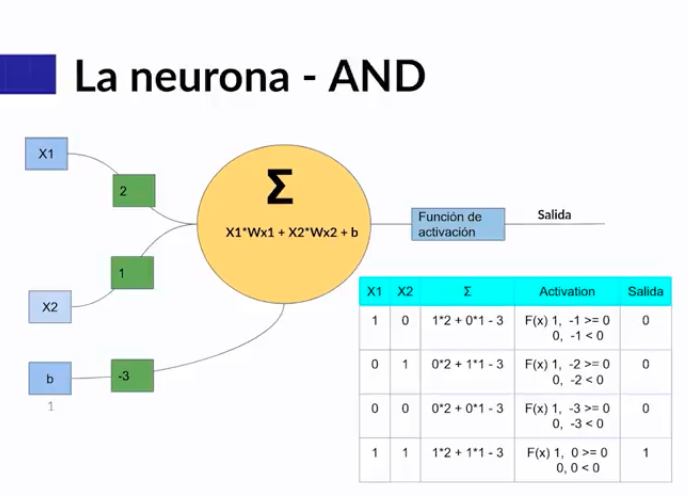 La neurona - AND
X1
2
Σ
X1*Wx1 + X2*Wx2 + b
Función de
activación
Salida
1
X2
b
-3
1
X1 X2 Σ Activation Salida
1 0 1*2 + 0*1 - 3 F(x) 1, -1 >= 0 0
0, -1 < 0
0 1 0*2 + 1*1 - 3 F(x) 1, -2 >= 0 0
0, -2 < 0
0 0 0*2 + 0*1 - 3 F(x) 1, -3 >= 0 0
0, -3 < 0
1 1 1*2 + 1*1 - 3 F(x) 1, 0 >= 0 1
0, 0 < 0